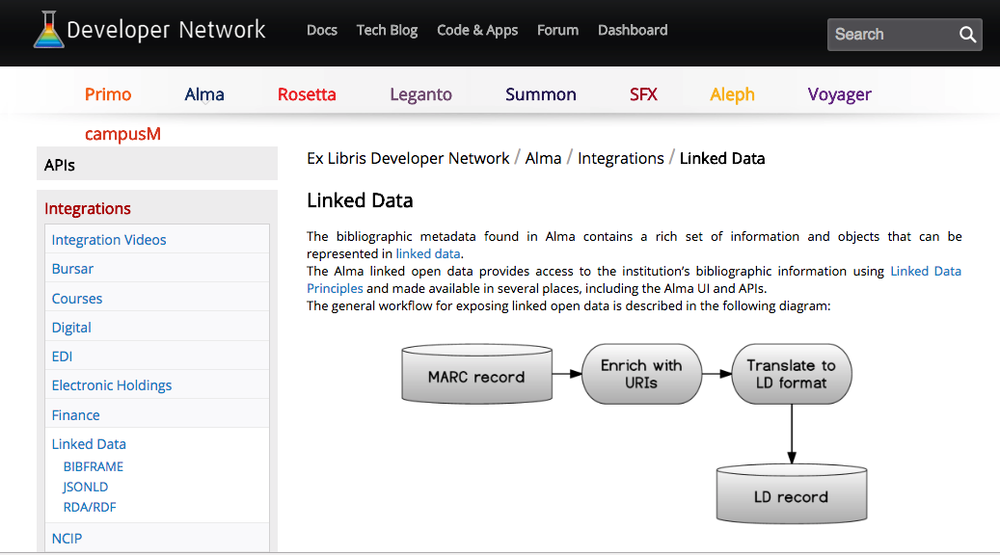 Developer Network
Docs Tech Blog Code & Apps Forum Dashboard
Search
Primo Alma Rosetta Leganto Summon SFX Aleph Voyager
campusM
APIs
Integrations
Integration Videos
Bursar
Courses
Digital
EDI
Electronic Holdings
Finance
Linked Data
BIBFRAME
JSONLD
RDA/RDF
NCIP
Ex Libris Developer Network / Alma / Integrations / Linked Data
Linked Data
The bibliographic metadata found in Alma contains a rich set of information and objects that can be
represented in linked data.
The Alma linked open data provides access to the institution’s bibliographic information using Linked Data
Principles and made available in several places, including the Alma UI and APIs.
The general workflow for exposing linked open data is described in the following diagram:
MARC record
Enrich with
URIs
Translate to
LD format
LD record